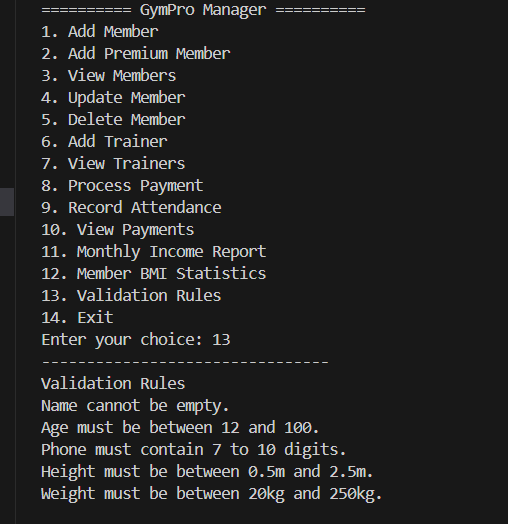 ========== GymPro Manager ==========
1. Add Member
2. Add Premium Member
3. View Members
4. Update Member
5. Delete Member
6. Add Trainer
7. View Trainers
8. Process Payment
9. Record Attendance
10. View Payments
11. Monthly Income Report
12. Member BMI Statistics
13. Validation Rules
14. Exit
Enter your choice: 13
--------------------------------
Validation Rules
Name cannot be empty.
Age must be between 12 and 100.
Phone must contain 7 to 10 digits.
Height must be between 0.5m and 2.5m.
Weight must be between 20kg and 250kg.